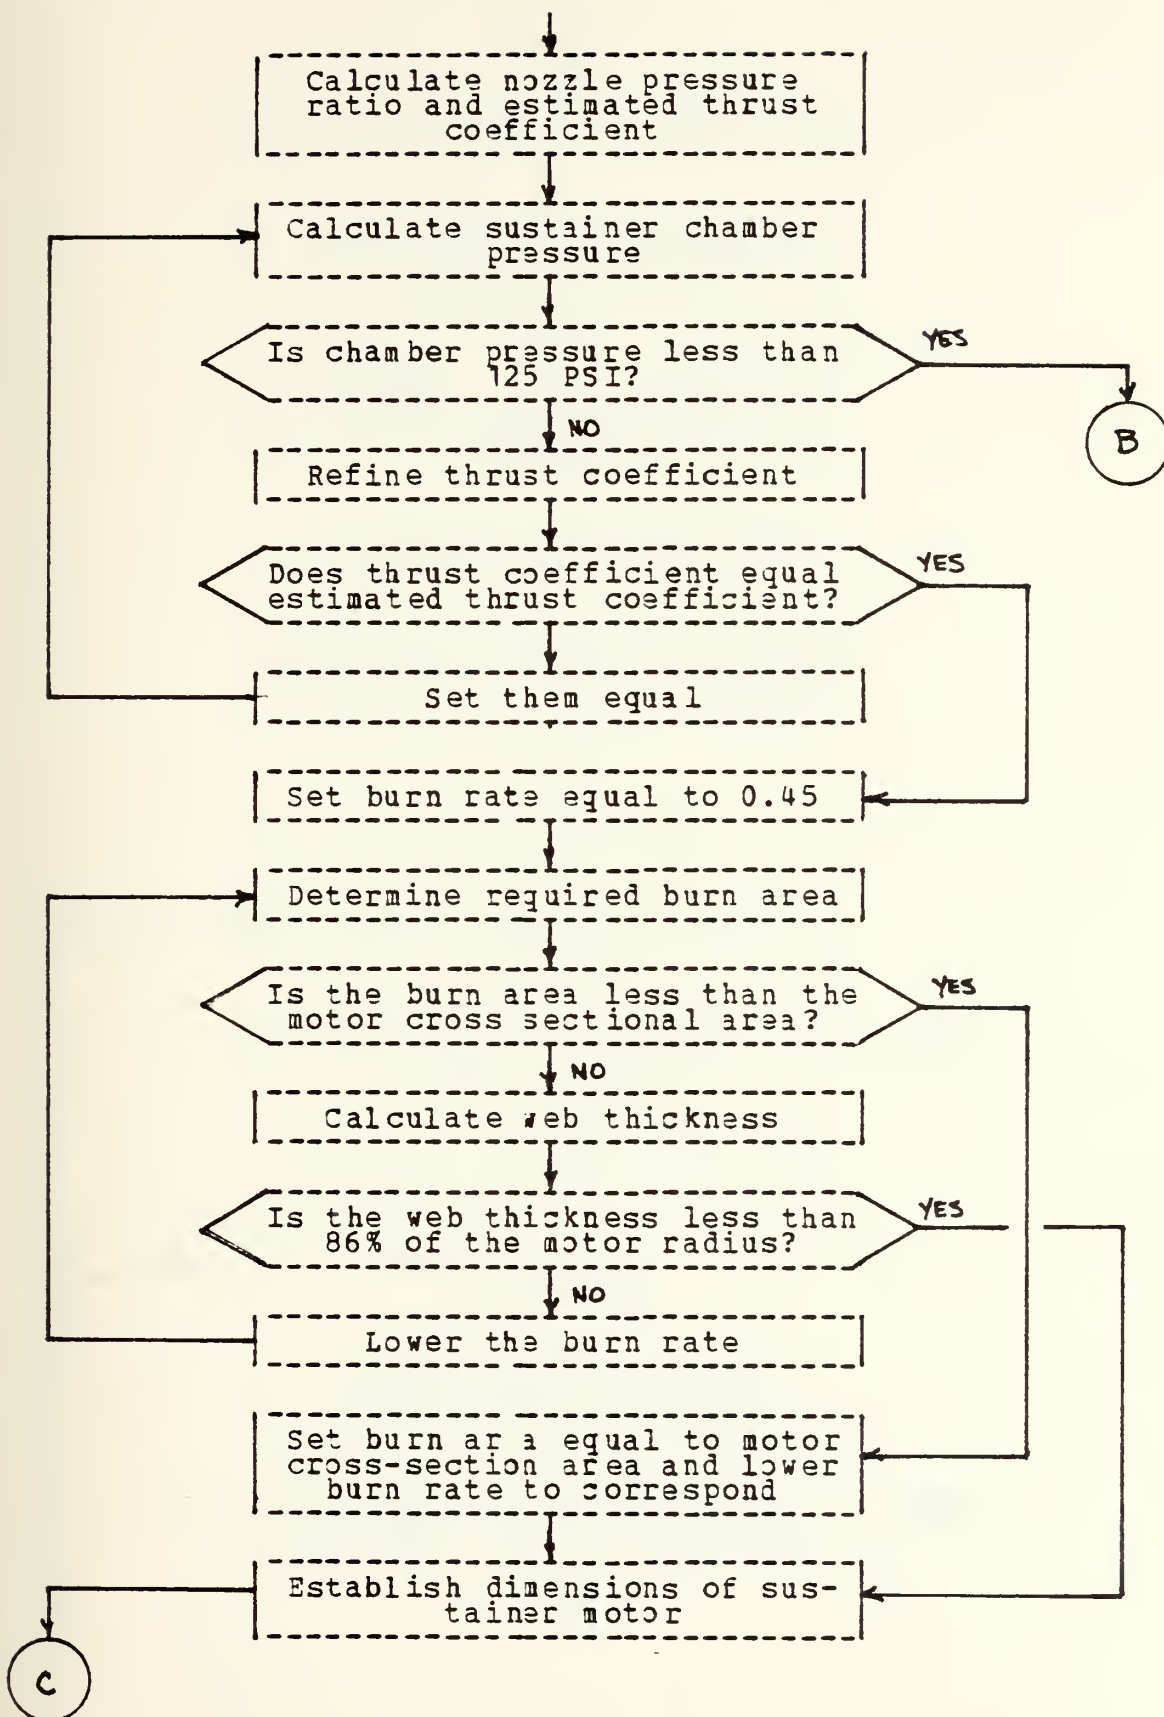 Calculate nozzle pressure
ratio and estimated thrust
coefficient
Calculate sustainer chamber
pressure
Is chamber pressure less than
125 PSI?
YES
B
NO
Refine thrust coefficient
Does thrust coefficient equal
estimated thrust coefficient?
YES
Set them equal
Set burn rate equal to 0.45
Determine required burn area
Is the burn area less than the
motor cross sectional area?
YES
NO
Calculate web thickness
Is the web thickness less than
86% of the motor radius?
YES
NO
Lower the burn rate
Set burn ar a equal to motor
cross-section area and lower
burn rate to correspond
Establish dimensions of sus-
tainer motor
C